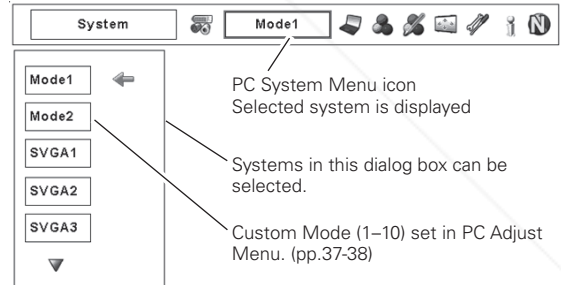 System
Mode1
N
Mode1
Mode2
SVGA1
SVGA2
SVGA3
PC System Menu icon
Selected system is displayed
Systems in this dialog box can be
selected.
Custom Mode (1–10) set in PC Adjust
Menu. (pp.37-38)